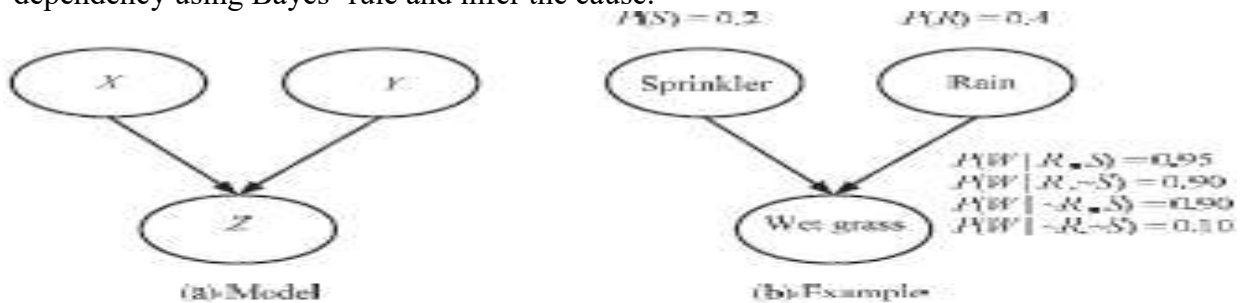 dependency using Bayes' rule and infer the cause.
P(S) = 0.2 P(R) = 0.4
X Y Sprinkler Rain
P(W | R, S) = 0.95
P(W | R, ~S) = 0.90
P(W | ~R, S) = 0.90
P(W | ~R, ~S) = 0.10
Z Wet grass
(a) Model (b) Example